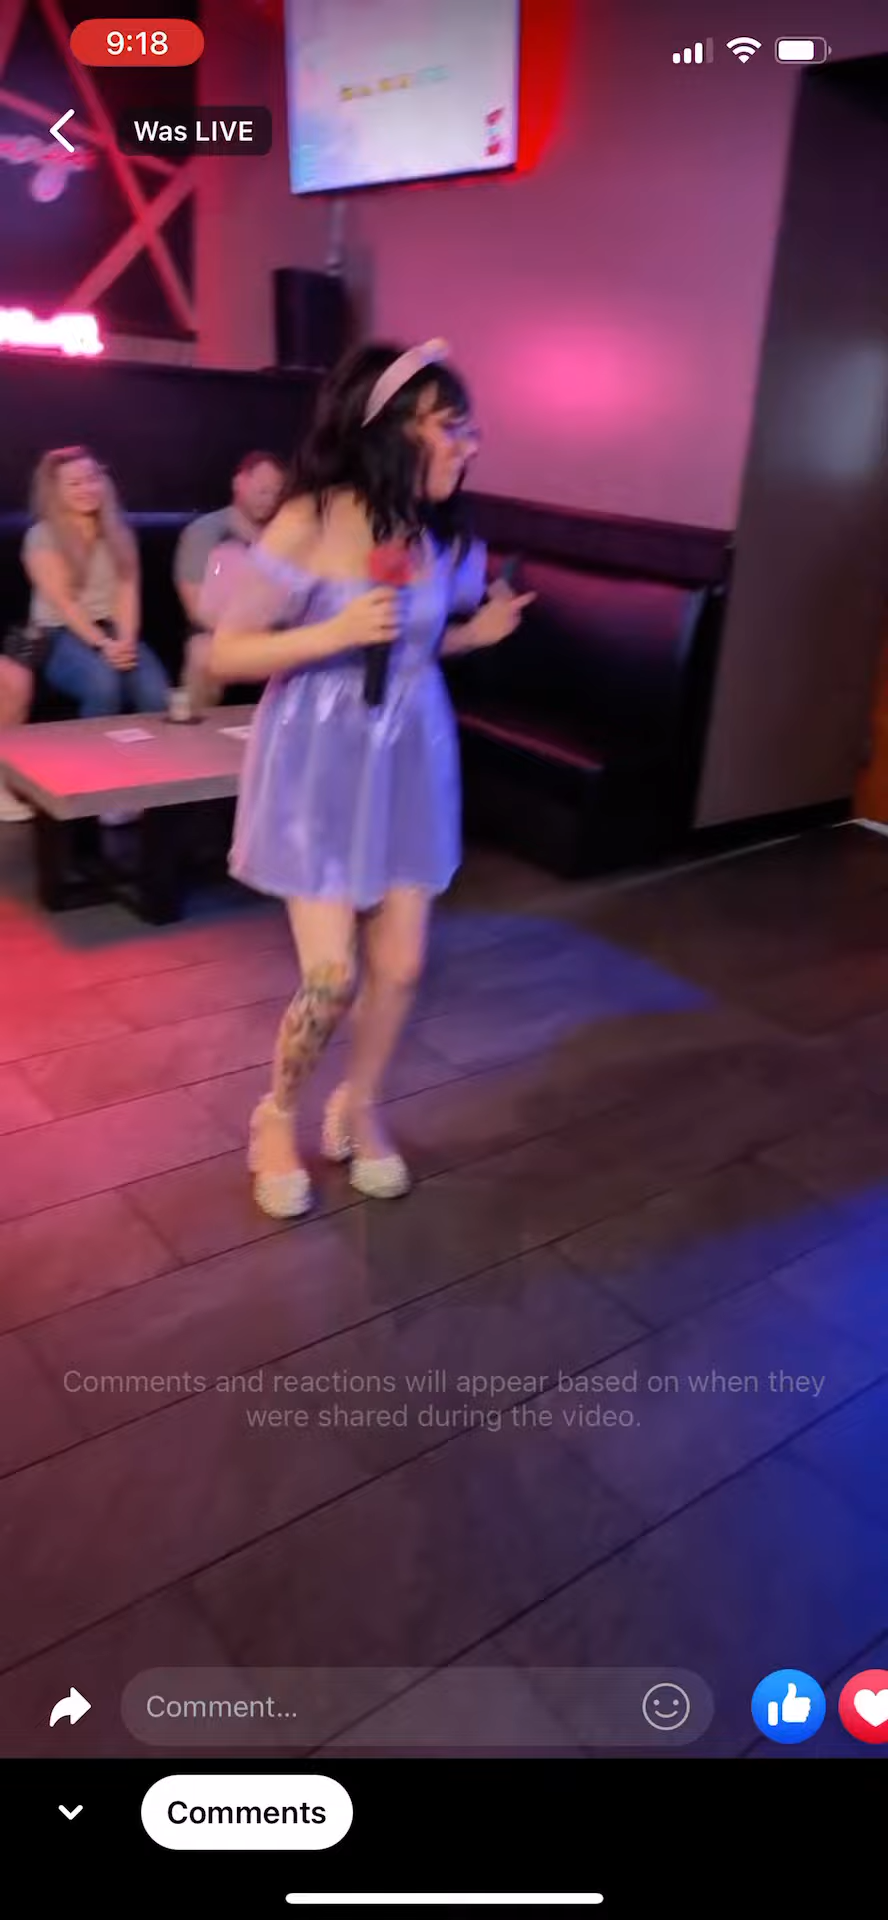 9:18
Was LIVE
Comments and reactions will appear based on when they
were shared during the video.
Comment...
Comments